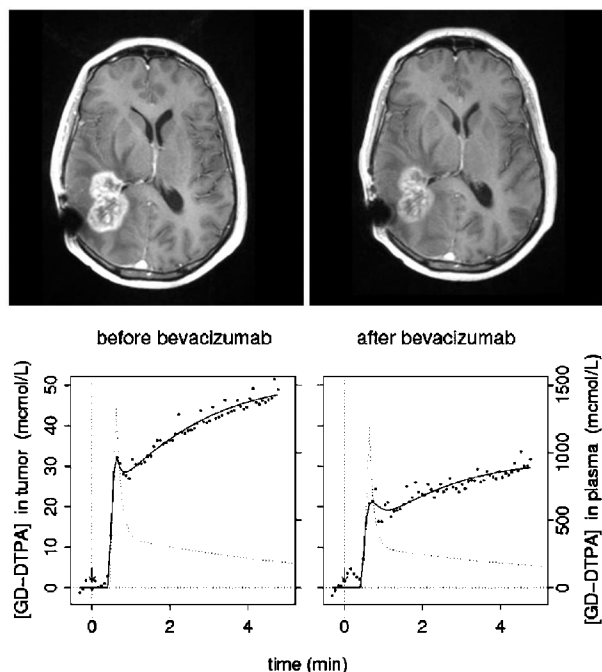 before bevacizumab
after bevacizumab
[GD-DTPA] in tumor (mcmol/L)
0 10 20 30 40 50
0 2 4
0 2 4
0 500 1000 1500
[GD-DTPA] in plasma (mcmol/L)
time (min)